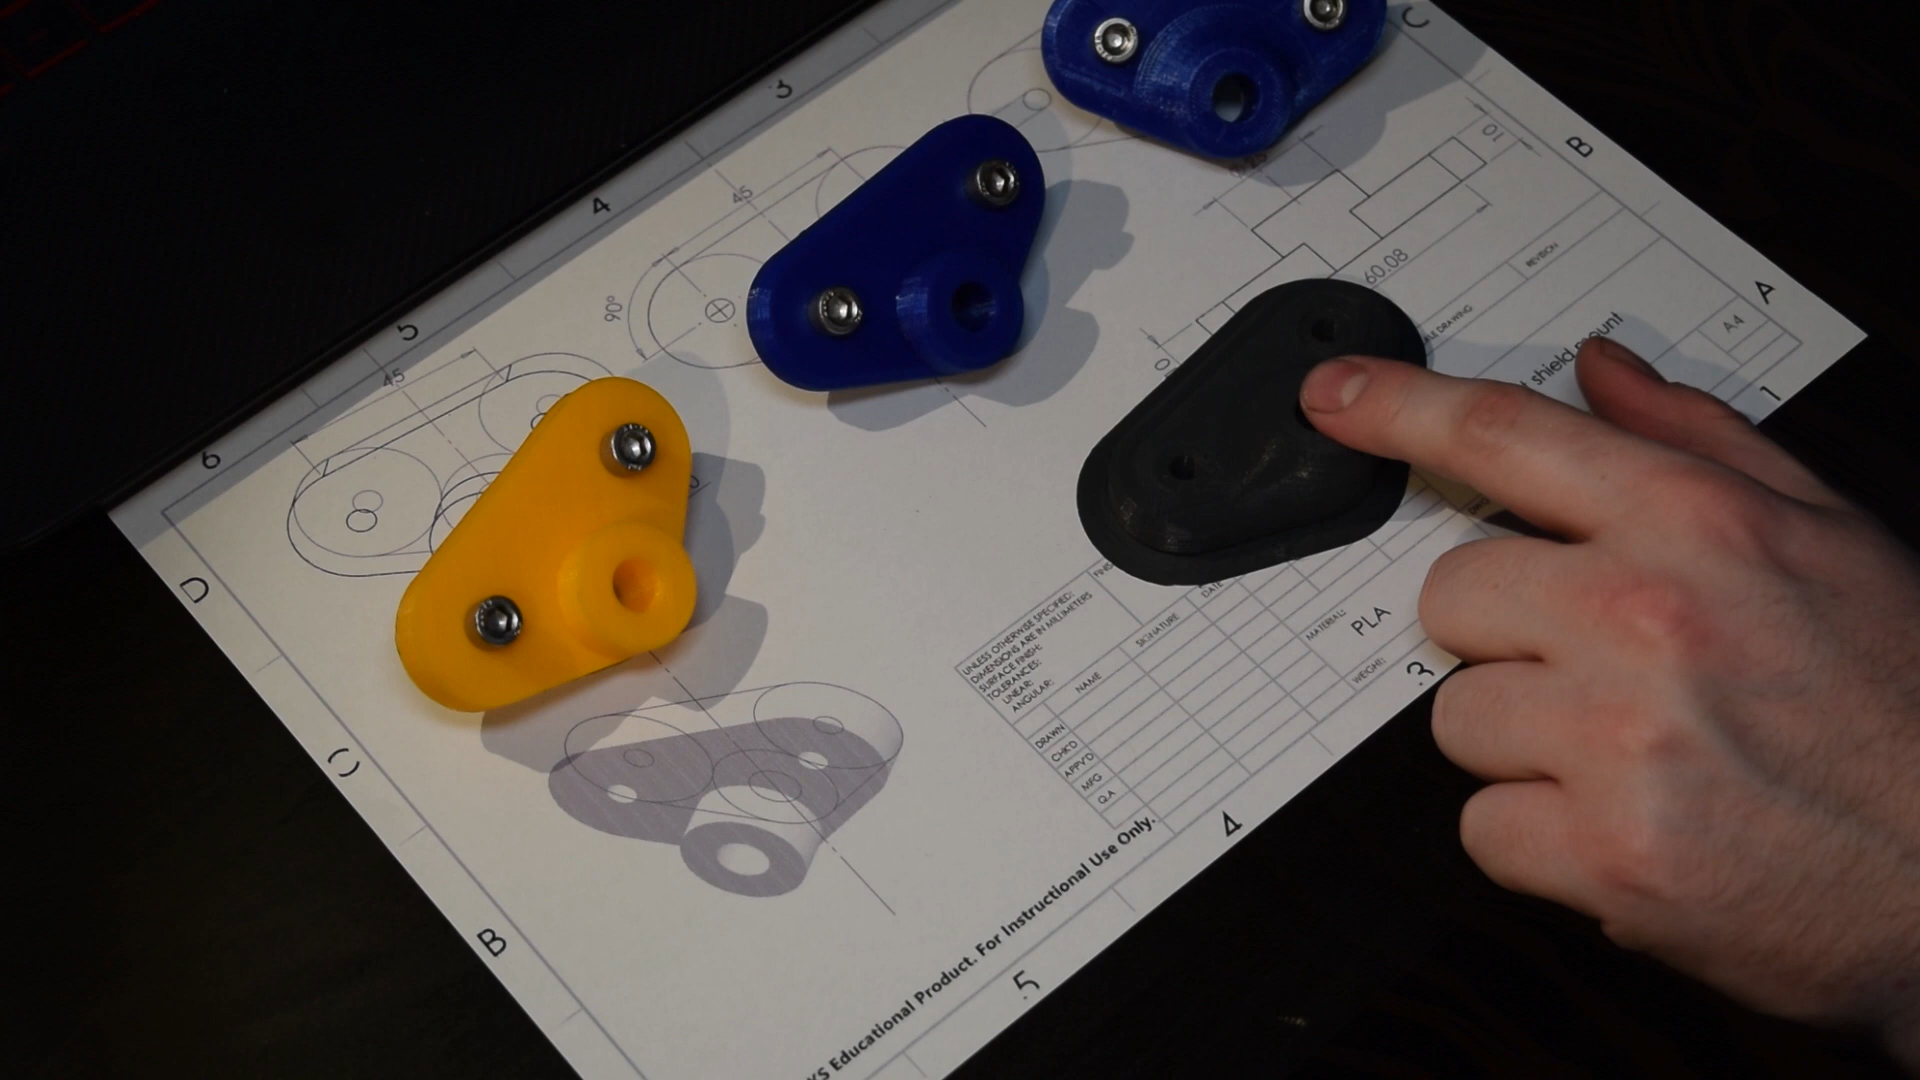 3
4
5
6
C
B
A
D
C
B
45
45
90°
10
60.08
REVISION
A4
1
shield mount
UNLESS OTHERWISE SPECIFIED:
DIMENSIONS ARE IN MILLIMETERS
SURFACE FINISH:
TOLERANCES:
LINEAR:
ANGULAR:
NAME
SIGNATURE
DATE
DRAWN
CHK'D
APPV'D
MFG
Q.A
MATERIAL:
PLA
WEIGHT:
3
4
5
Educational Product. For Instructional Use Only.